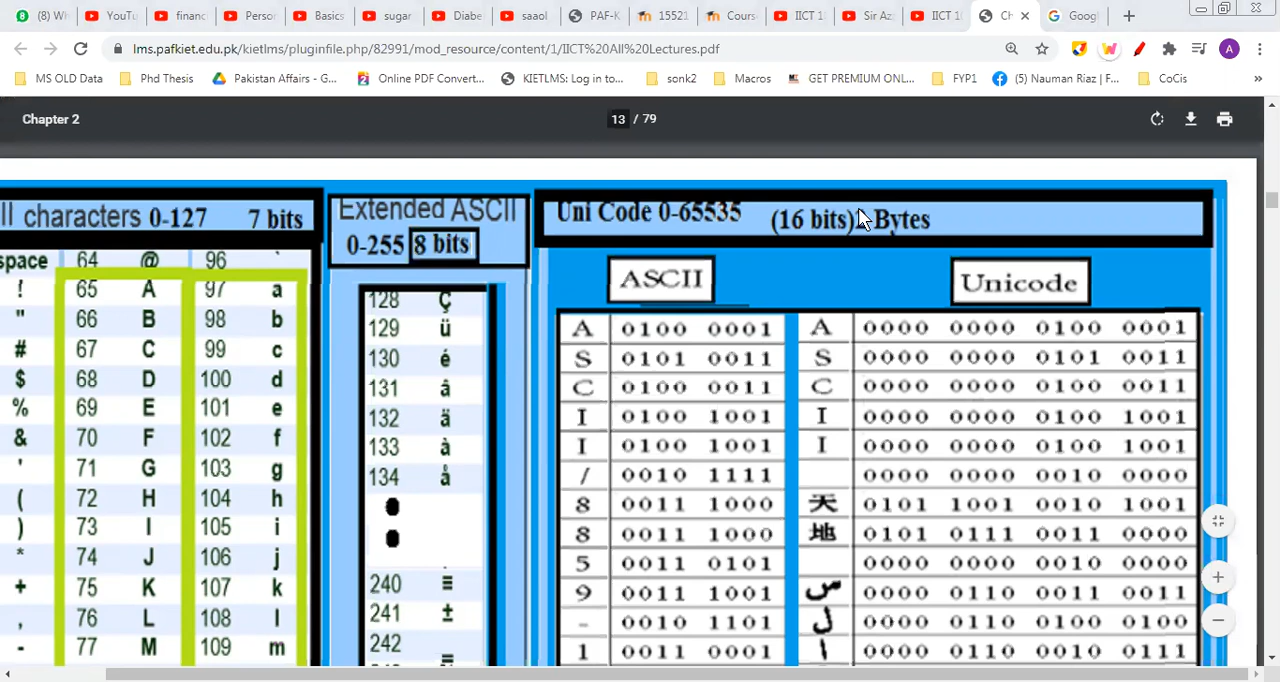 (8) Wh
YouTu
financ
Perso
Basics
sugar
Diabe
saaol
PAF-K
15521
Cours
IICT 1
Sir Az
IICT 1
Ch
Googl
lms.pafkiet.edu.pk/kietlms/pluginfile.php/82991/mod_resource/content/1/IICT%20All%20Lectures.pdf
A
MS OLD Data
Phd Thesis
Pakistan Affairs - G...
Online PDF Convert...
KIETLMS: Log in to...
sonk2
Macros
GET PREMIUM ONL...
FYP1
(5) Nauman Riaz | F...
CoCis
»
Chapter 2
13 / 79
II characters 0-127 7 bits
Extended ASCII
0-255 8 bits
Uni Code 0-65535
(16 bits) Bytes
ASCII
Unicode
space 64 @ 96 `
! 65 A 97 a
" 66 B 98 b
# 67 C 99 c
$ 68 D 100 d
% 69 E 101 e
& 70 F 102 f
' 71 G 103 g
( 72 H 104 h
) 73 I 105 i
* 74 J 106 j
+ 75 K 107 k
, 76 L 108 l
- 77 M 109 m
128 Ç
129 ü
130 é
131 â
132 ä
133 à
134 å
240 ≡
241 ±
242
A 0100 0001 A 0000 0000 0100 0001
S 0101 0011 S 0000 0000 0101 0011
C 0100 0011 C 0000 0000 0100 0011
I 0100 1001 I 0000 0000 0100 1001
I 0100 1001 I 0000 0000 0100 1001
/ 0010 1111 0000 0000 0010 0000
8 0011 1000 天 0101 1001 0010 1001
8 0011 1000 地 0101 0111 0011 0000
5 0011 0101 0000 0000 0010 0000
9 0011 1001 س 0000 0110 0011 0011
- 0010 1101 ل 0000 0110 0100 0100
1 0011 0001 ا 0000 0110 0010 0111